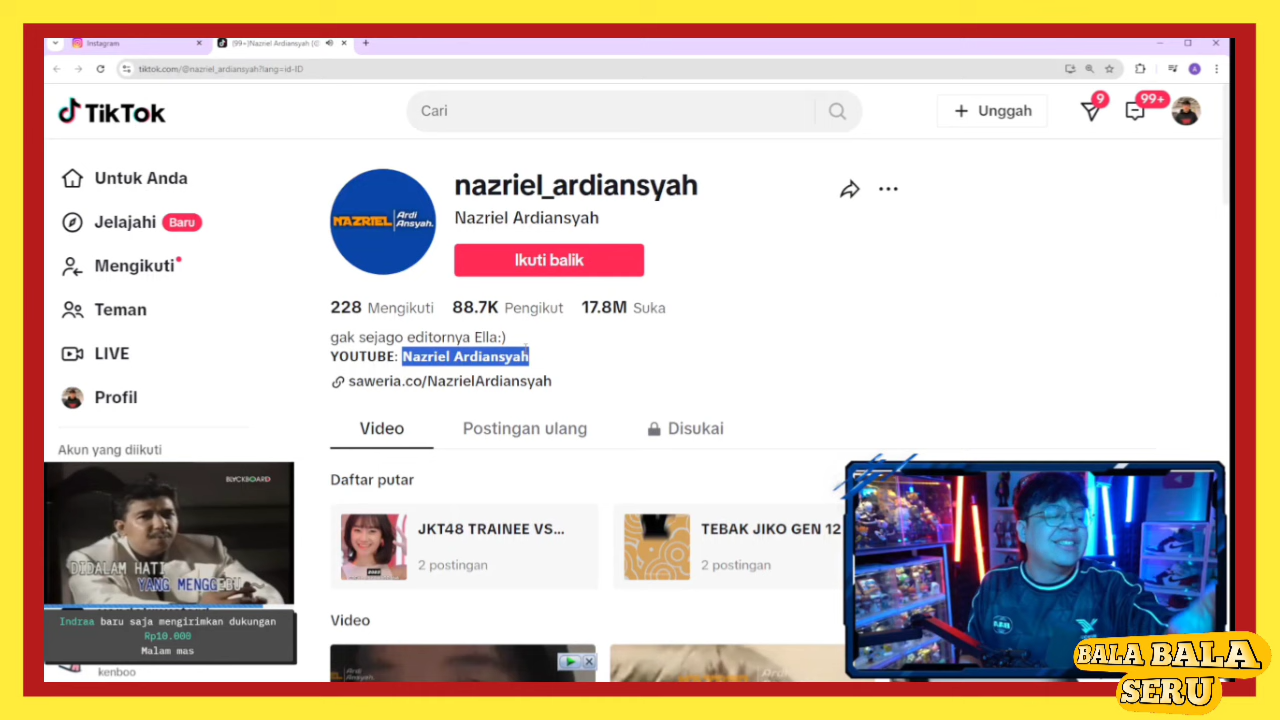 Instagram
(99+)Nazriel Ardiansyah (@
tiktok.com/@nazriel_ardiansyah?lang=id-ID
A
TikTok
Cari
Unggah
9
99+
Untuk Anda
Jelajahi Baru
Mengikuti
Teman
LIVE
Profil
Akun yang diikuti
NAZRIEL Ardi Ansyah.
nazriel_ardiansyah
Nazriel Ardiansyah
Ikuti balik
228 Mengikuti 88.7K Pengikut 17.8M Suka
gak sejago editornya Ella:)
YOUTUBE: Nazriel Ardiansyah
saweria.co/NazrielArdiansyah
Video Postingan ulang Disukai
Daftar putar
JKT48 TRAINEE VS...
2 postingan
TEBAK JIKO GEN 12
2 postingan
Video
BLACKBOARD
DIDALAM HATI
YANG MENGGEBU
Indraa baru saja mengirimkan dukungan
Rp10.000
Malam mas
kenboo
BALA BALA
SERU